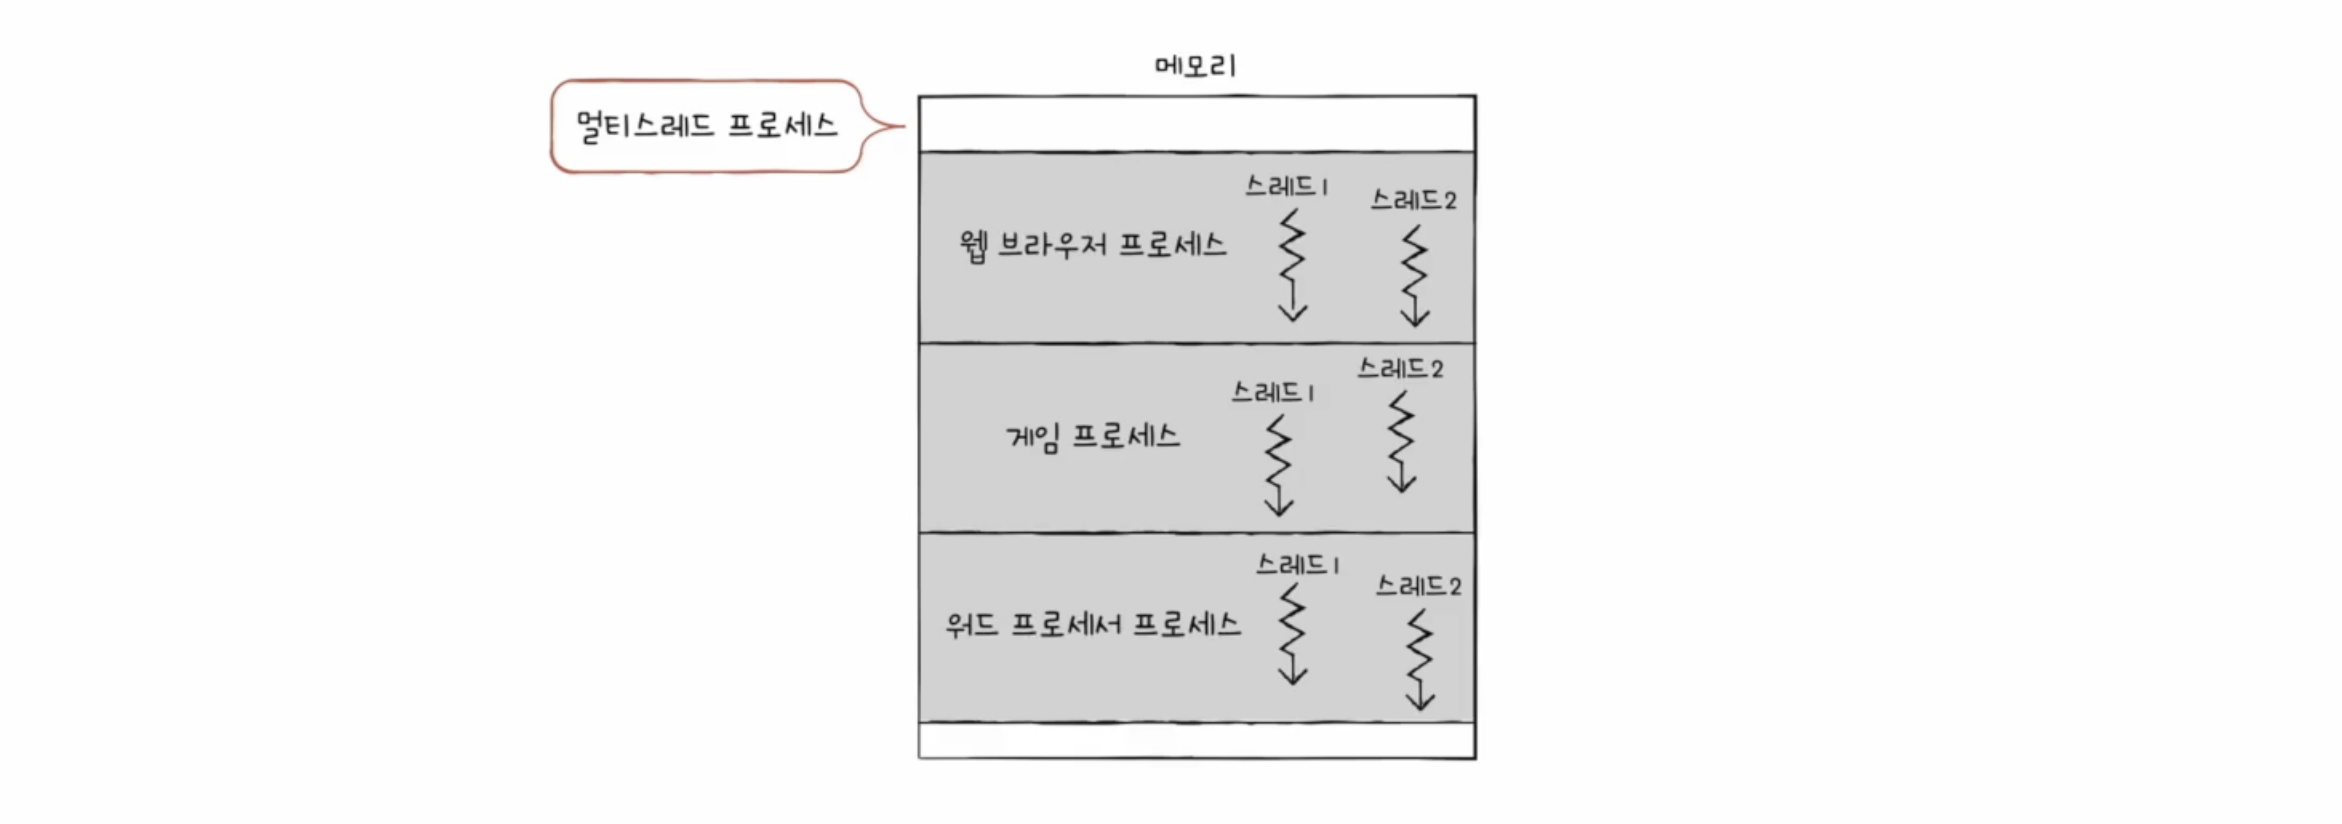 메모리
멀티스레드 프로세스
스레드1
스레드2
웹 브라우저 프로세스
스레드2
스레드1
게임 프로세스
스레드1
스레드2
워드 프로세서 프로세스